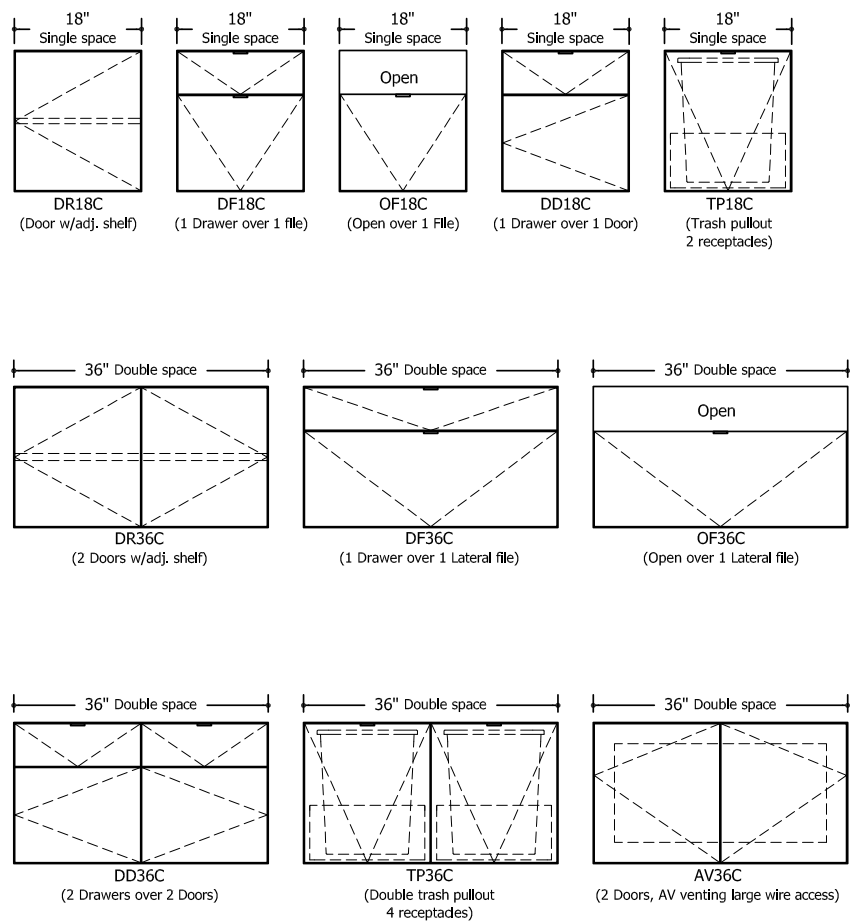 18"
Single space
18"
Single space
18"
Single space
18"
Single space
18"
Single space
Open
DR18C
(Door w/adj. shelf)
DF18C
(1 Drawer over 1 file)
OF18C
(Open over 1 File)
DD18C
(1 Drawer over 1 Door)
TP18C
(Trash pullout
2 receptacles)
36" Double space
36" Double space
36" Double space
Open
DR36C
(2 Doors w/adj. shelf)
DF36C
(1 Drawer over 1 Lateral file)
OF36C
(Open over 1 Lateral file)
36" Double space
36" Double space
36" Double space
DD36C
(2 Drawers over 2 Doors)
TP36C
(Double trash pullout
4 receptacles)
AV36C
(2 Doors, AV venting large wire access)